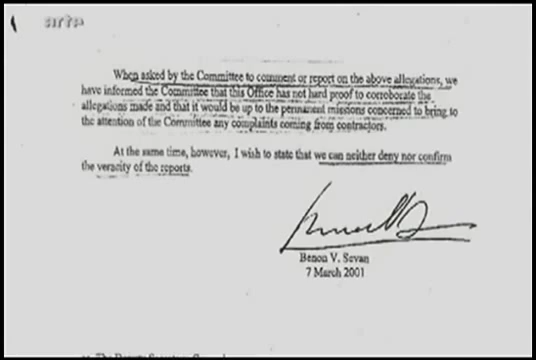 arte
When asked by the Committee to comment or report on the above allegations, we
have informed the Committee that this Office has not hard proof to corroborate the
allegations made and that it would be up to the permanent missions concerned to bring to
the attention of the Committee any complaints coming from contractors.
At the same time, however, I wish to state that we can neither deny nor confirm
the veracity of the reports.
Benon V. Sevan
7 March 2001